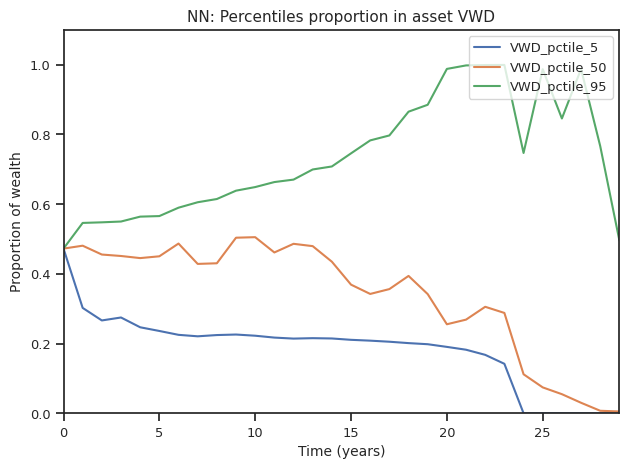 NN: Percentiles proportion in asset VWD
VWD_pctile_5
VWD_pctile_50
VWD_pctile_95
Proportion of wealth
1.0
0.8
0.6
0.4
0.2
0.0
0 5 10 15 20 25
Time (years)